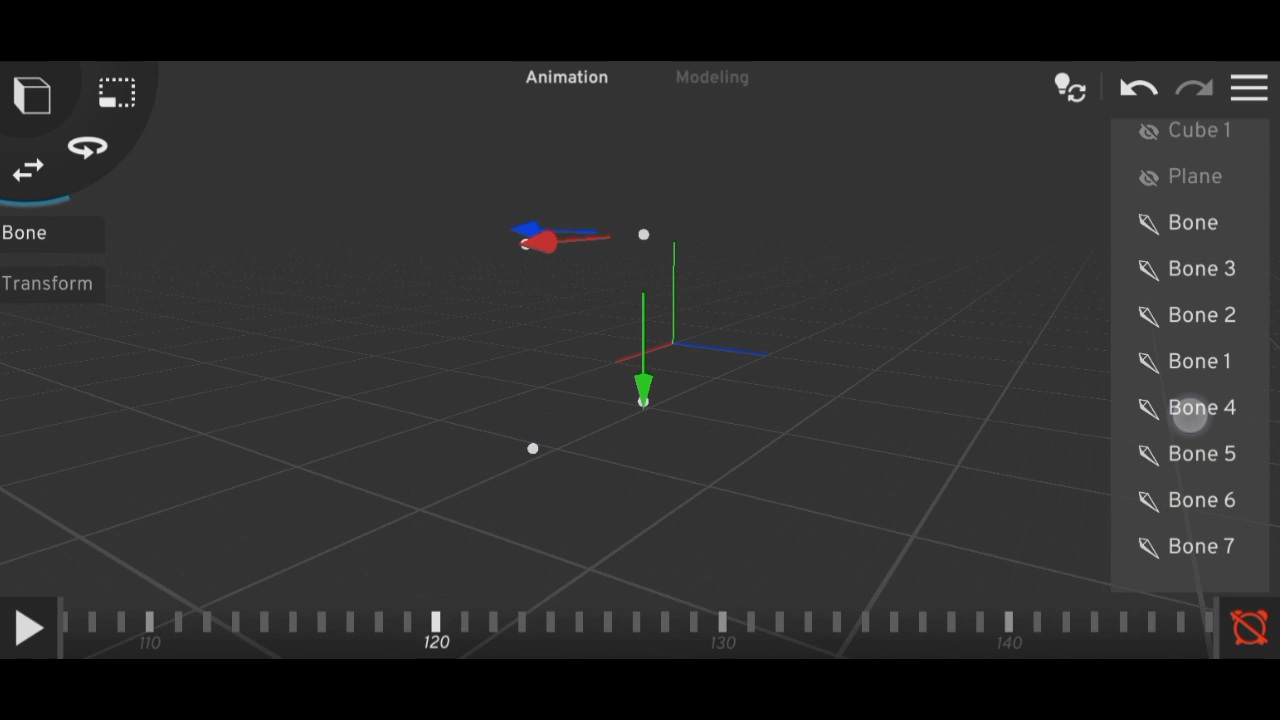 Animation
Modeling
Cube 1
Plane
Bone
Bone
Bone 3
Transform
Bone 2
Bone 1
Bone 4
Bone 5
Bone 6
Bone 7
110
120
130
140